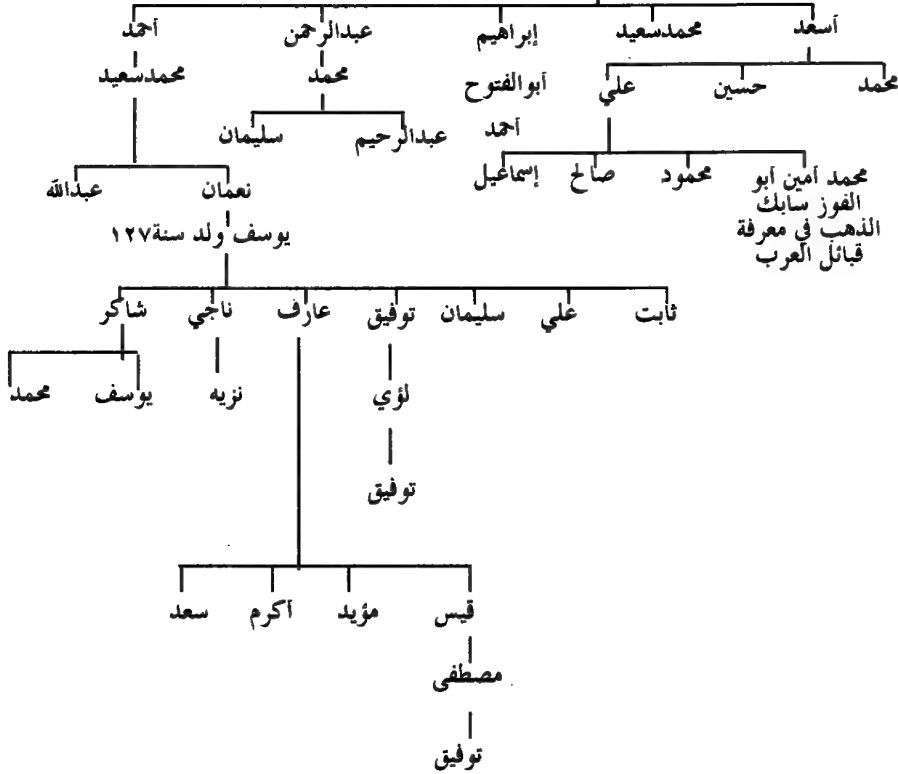 أسعد محمدسعيد إبراهيم عبدالرحمن أحمد
محمد حسين علي أبوالفتوح محمد محمدسعيد
أحمد عبدالرحيم سليمان
محمد أمين أبو الفوز سابك الذهب في معرفة قبائل العرب محمود صالح إسماعيل
نعمان عبدالله
يوسف ولد سنة١٢٧
ثابت علي سليمان توفيق عارف ناجي شاكر
لؤي نزيه يوسف محمد
توفيق
قيس مؤيد أكرم سعد
مصطفى
توفيق